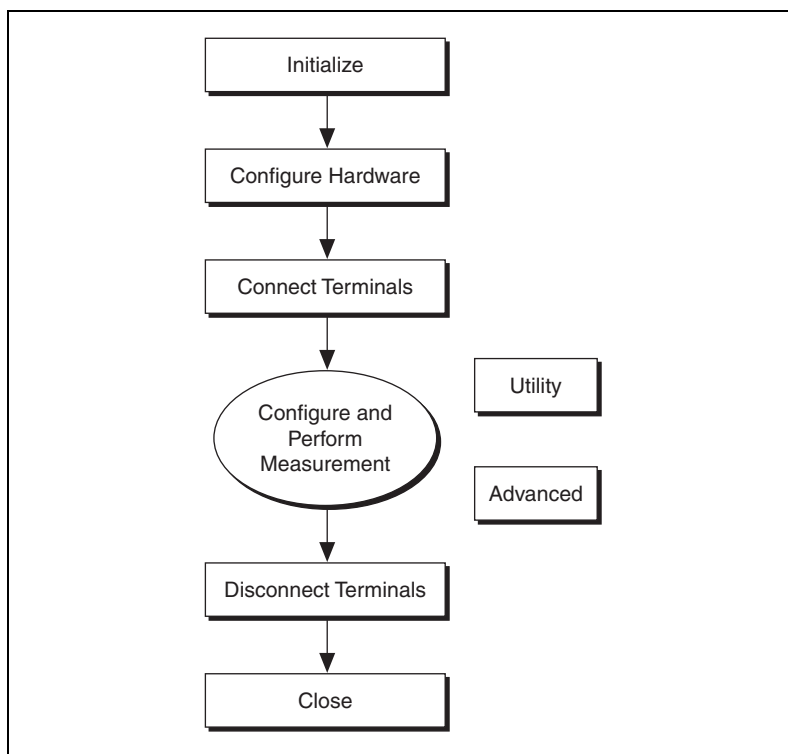 Initialize
Configure Hardware
Connect Terminals
Configure and
Perform
Measurement
Utility
Advanced
Disconnect Terminals
Close